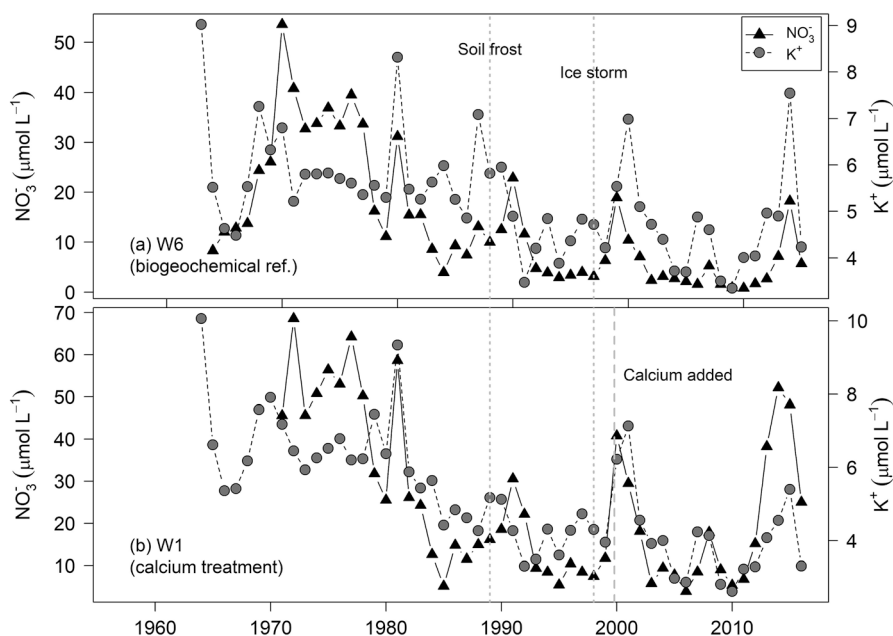 NO₃⁻
K⁺
Soil frost
Ice storm
50
40
30
20
10
0
NO₃⁻ (μmol L⁻¹)
9
8
7
6
5
4
K⁺ (μmol L⁻¹)
(a) W6
(biogeochemical ref.)
70
60
50
40
30
20
10
NO₃⁻ (μmol L⁻¹)
10
8
6
4
K⁺ (μmol L⁻¹)
Calcium added
(b) W1
(calcium treatment)
1960
1970
1980
1990
2000
2010